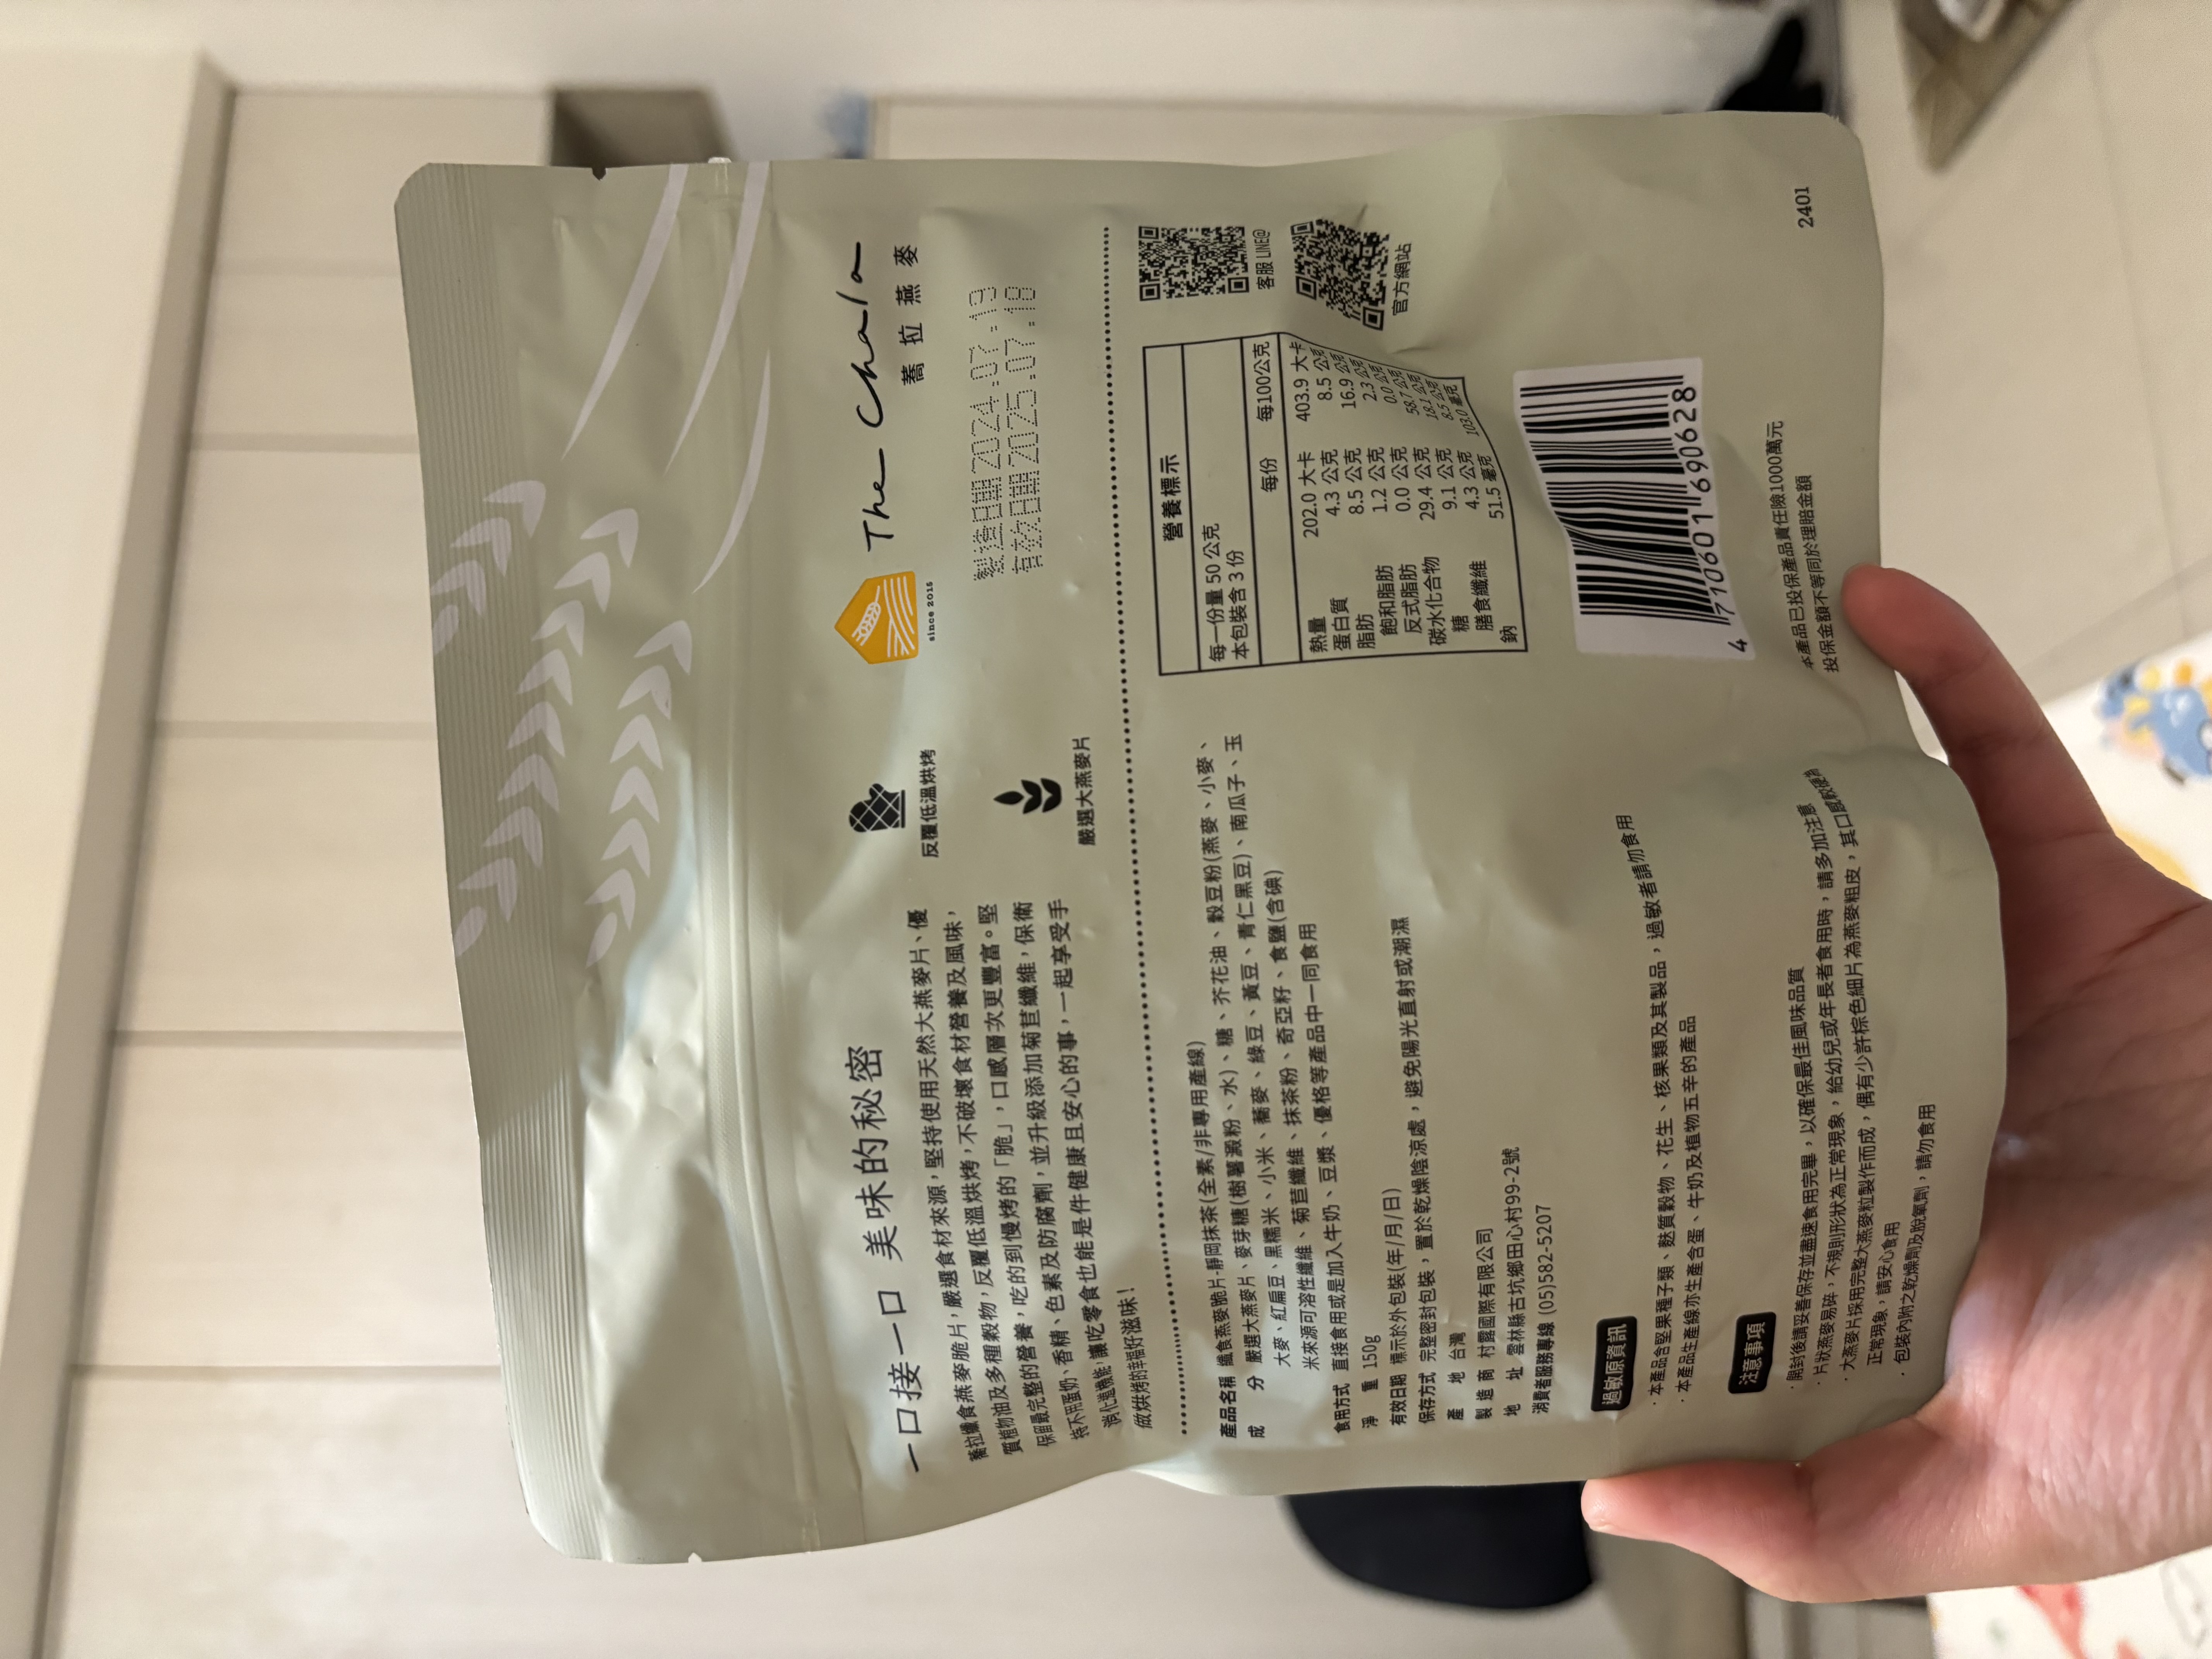 The Chala
蕎拉燕麥
since 2015
製造日期2024.07.19
有效日期2025.07.18
一口接一口 美味的秘密
蕎拉纖食燕麥脆片，嚴選食材來源，堅持使用天然大燕麥片、優
質植物油及多種穀物，反覆低溫烘烤，不破壞食材營養及風味，
保留最完整的營養，吃的到慢烤的「脆」，口感層次更豐富。堅
持不用蛋奶、香精、色素及防腐劑，並升級添加菊苣纖維，保衛
消化道機能，讓吃零食也能是件健康且安心的事，一起享受手
做烘烤的幸福好滋味！
反覆低溫烘烤
嚴選大燕麥片
產品名稱 纖食燕麥脆片-靜岡抹茶(全素/非專用產線)
成分 嚴選大燕麥片、麥芽糖(樹薯澱粉、水)、糖、芥花油、穀豆粉(燕麥、小麥、
大麥、紅扁豆、黑糯米、小米、蕎麥、綠豆、黃豆、青仁黑豆)、南瓜子、玉
米來源可溶性纖維、菊苣纖維、抹茶粉、奇亞籽、食鹽(含碘)
食用方式 直接食用或是加入牛奶、豆漿、優格等產品中一同食用
淨重 150g
有效日期 標示於外包裝(年/月/日)
保存方式 完整密封包裝，置於乾燥陰涼處，避免陽光直射或潮濕
產地 台灣
製造商 村露國際有限公司
地址 雲林縣古坑鄉田心村99-2號
消費者服務專線 (05)582-5207
營養標示
每一份量 50 公克
本包裝含 3 份
每份 每100公克
熱量 202.0 大卡 403.9 大卡
蛋白質 4.3 公克 8.5 公克
脂肪 8.5 公克 16.9 公克
飽和脂肪 1.2 公克 2.3 公克
反式脂肪 0.0 公克 0.0 公克
碳水化合物 29.4 公克 58.7 公克
糖 9.1 公克 18.1 公克
膳食纖維 4.3 公克 8.5 公克
鈉 51.5 毫克 103.0 毫克
客服 LINE@
官方網站
過敏原資訊
·本產品含堅果種子類、麩質穀物、花生、核果類及其製品，過敏者請勿食用
·本產品生產線亦生產含蛋、牛奶及植物五辛的產品
注意事項
·開封後請妥善保存並盡速食用完畢，以確保最佳風味品質
·片狀燕麥易碎，不規則形狀為正常現象，給幼兒或年長者食用時，請多加注意
·大燕麥片採用完整大燕麥粒製作而成，偶有少許棕色細片為燕麥粗皮，其口感較硬為
正常現象，請安心食用
·包裝內附之乾燥劑及脫氧劑，請勿食用
4 710601 690628
本產品已投保產品責任險1000萬元
投保金額不等同於理賠金額
2401